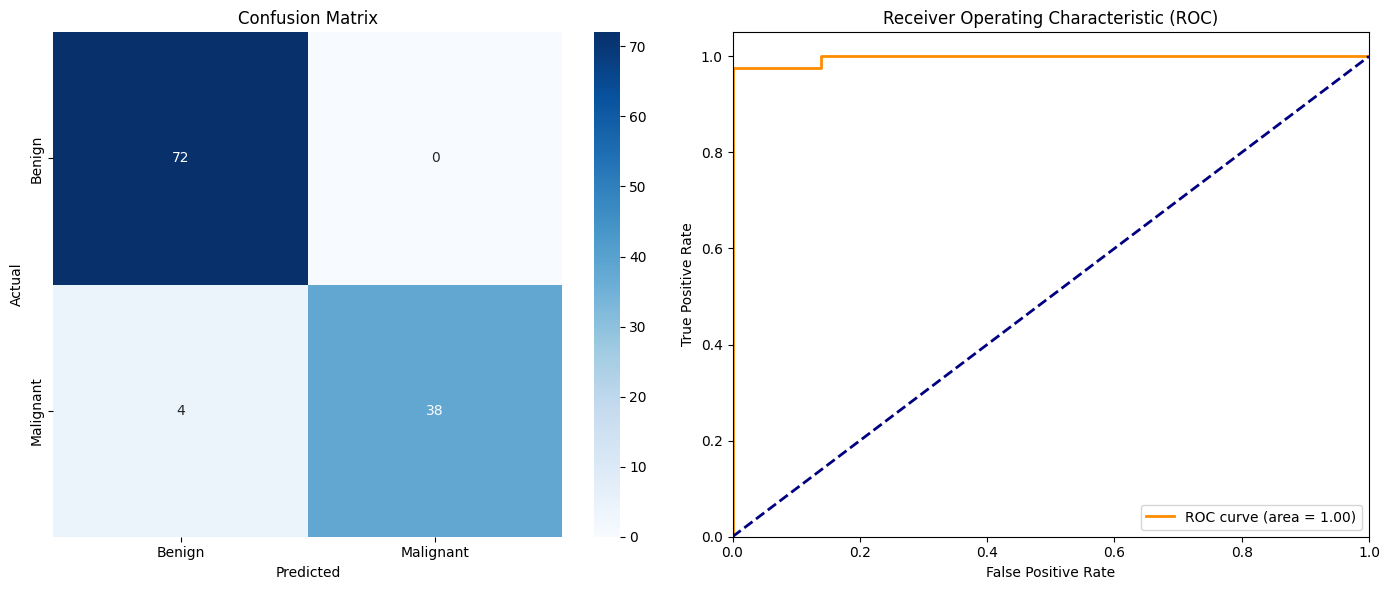 Confusion Matrix
Benign
Malignant
Actual
72
0
4
38
Benign
Malignant
Predicted
70
60
50
40
30
20
10
0
Receiver Operating Characteristic (ROC)
True Positive Rate
1.0
0.8
0.6
0.4
0.2
0.0
ROC curve (area = 1.00)
0.0
0.2
0.4
0.6
0.8
1.0
False Positive Rate